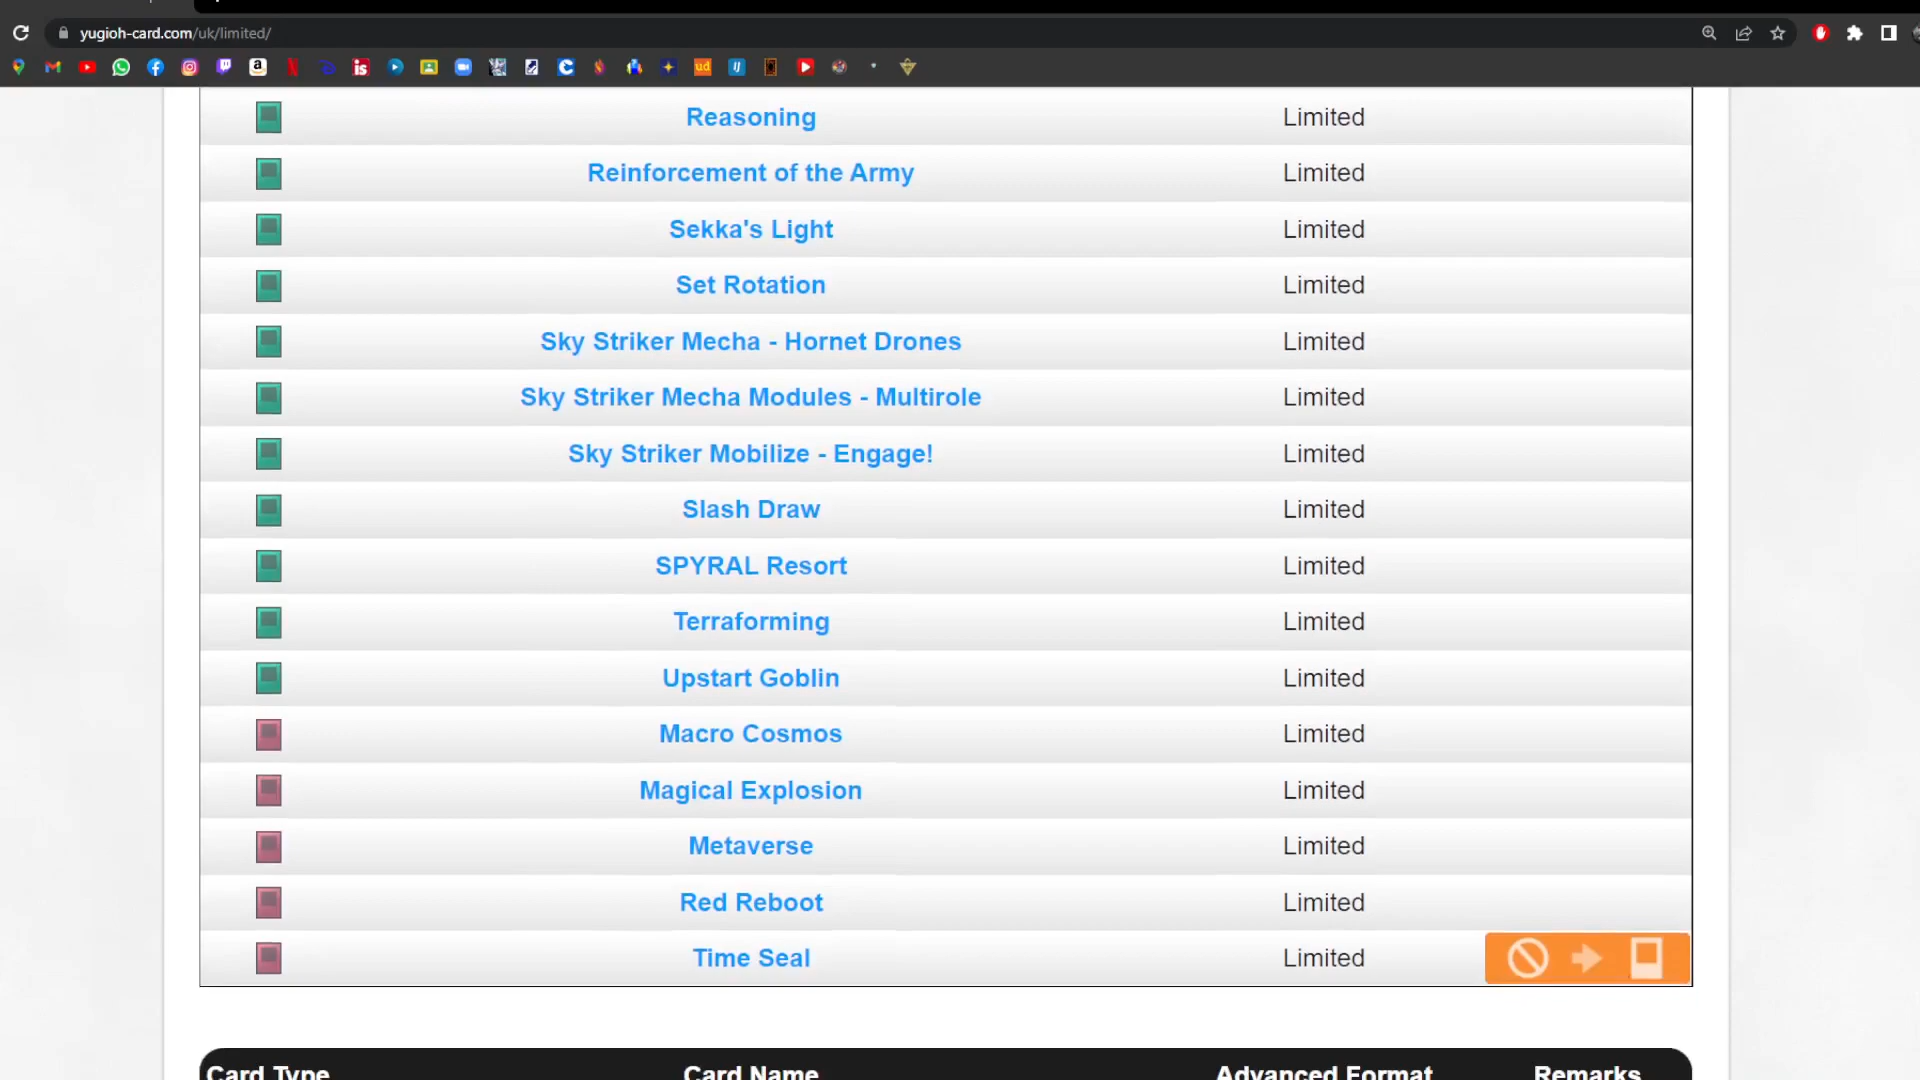 yugioh-card.com/uk/limited/
Reasoning Limited
Reinforcement of the Army Limited
Sekka's Light Limited
Set Rotation Limited
Sky Striker Mecha - Hornet Drones Limited
Sky Striker Mecha Modules - Multirole Limited
Sky Striker Mobilize - Engage! Limited
Slash Draw Limited
SPYRAL Resort Limited
Terraforming Limited
Upstart Goblin Limited
Macro Cosmos Limited
Magical Explosion Limited
Metaverse Limited
Red Reboot Limited
Time Seal Limited
Card Type Card Name Advanced Format Remarks